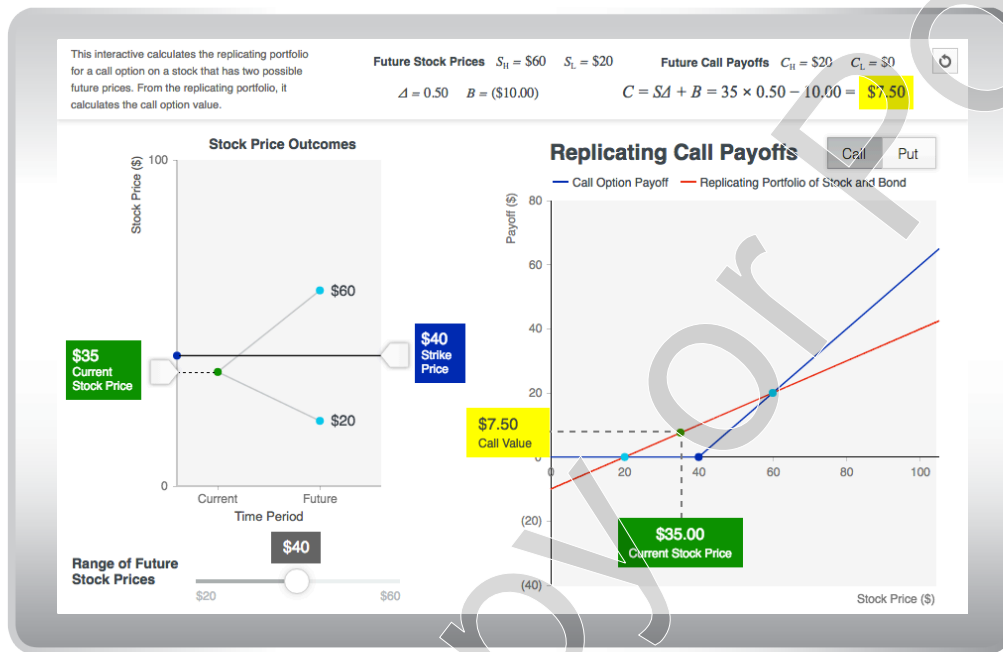 This interactive calculates the replicating portfolio
for a call option on a stock that has two possible
future prices. From the replicating portfolio, it
calculates the call option value.
Future Stock Prices S_H = $60 S_L = $20
Future Call Payoffs C_H = $20 C_L = $0
Δ = 0.50 B = ($10.00)
C = SΔ + B = 35 × 0.50 − 10.00 = $7.50
Stock Price Outcomes
Stock Price ($)
100
$60
$40
Strike
Price
$35
Current
Stock Price
$20
0
Current Future
Time Period
Range of Future
Stock Prices
$40
$20 $60
Replicating Call Payoffs
Call Put
Call Option Payoff Replicating Portfolio of Stock and Bond
Payoff ($)
80
60
40
20
$7.50
Call Value
0
0 20 40 60 80 100
(20)
$35.00
Current Stock Price
(40)
Stock Price ($)